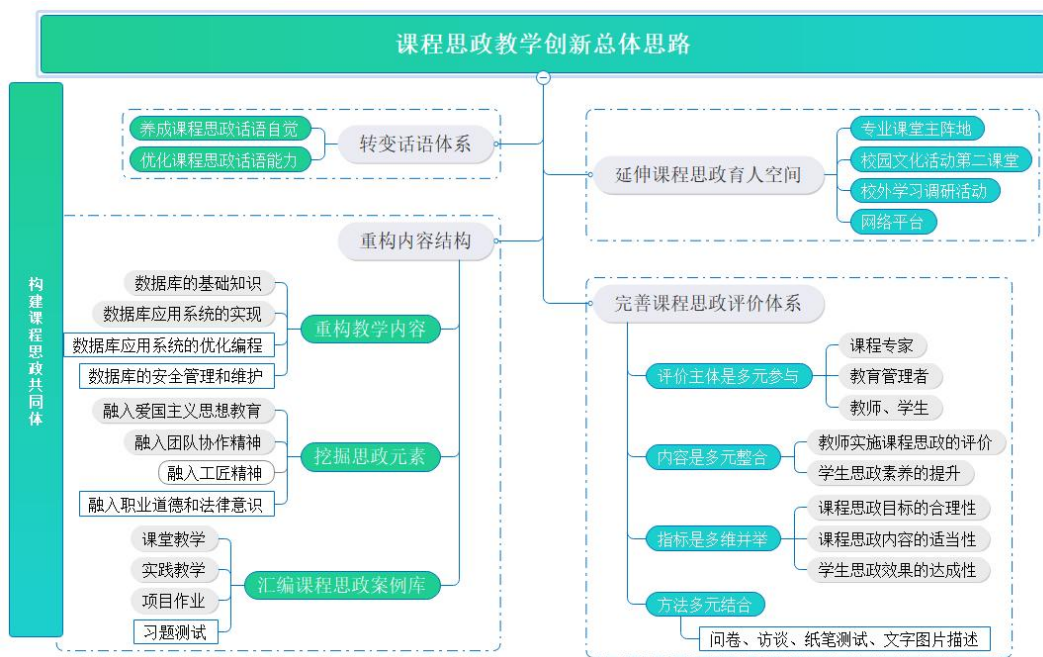 课程思政教学创新总体思路
构建课程思政共同体
养成课程思政话语自觉
优化课程思政话语能力
转变话语体系
重构内容结构
数据库的基础知识
数据库应用系统的实现
数据库应用系统的优化编程
数据库的安全管理和维护
重构教学内容
融入爱国主义思想教育
融入团队协作精神
融入工匠精神
融入职业道德和法律意识
挖掘思政元素
课堂教学
实践教学
项目作业
习题测试
汇编课程思政案例库
延伸课程思政育人空间
专业课堂主阵地
校园文化活动第二课堂
校外学习调研活动
网络平台
完善课程思政评价体系
评价主体是多元参与
课程专家
教育管理者
教师、学生
内容是多元整合
教师实施课程思政的评价
学生思政素养的提升
指标是多维并举
课程思政目标的合理性
课程思政内容的适当性
学生思政效果的达成性
方法多元结合
问卷、访谈、纸笔测试、文字图片描述